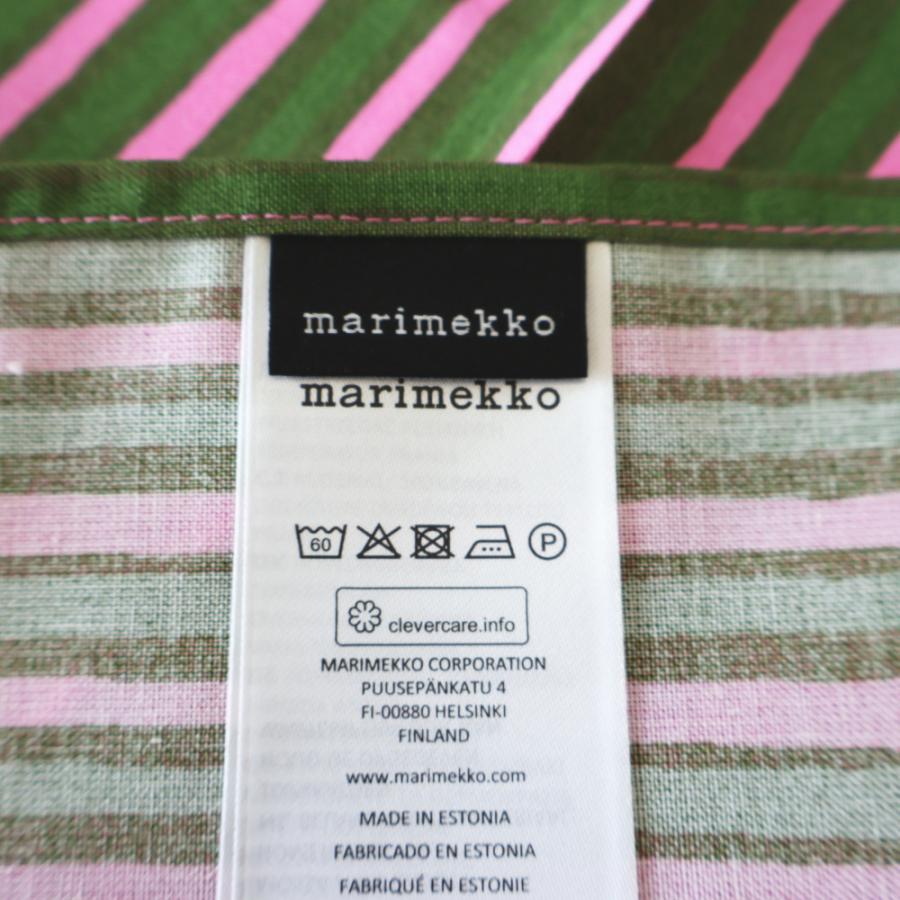 marimekko
marimekko
60
P
clevercare.info
MARIMEKKO CORPORATION
PUUSEPÄNKATU 4
FI-00880 HELSINKI
FINLAND
www.marimekko.com
MADE IN ESTONIA
FABRICADO EN ESTONIA
FABRIQUÉ EN ESTONIE